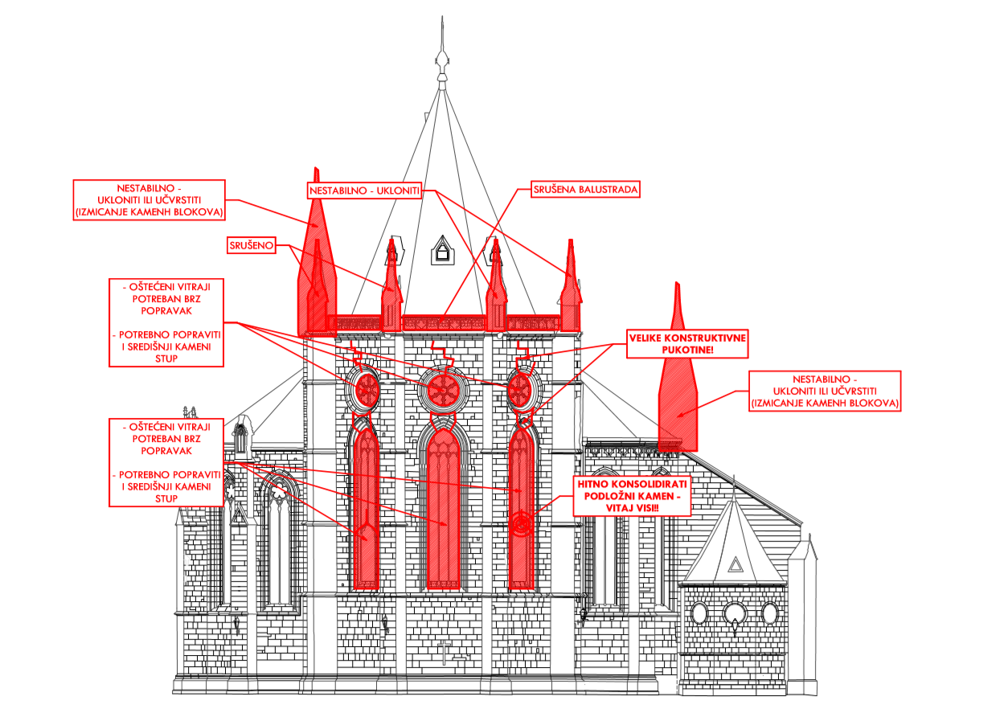 NESTABILNO -
UKLONITI ILI UČVRSTITI
(IZMICANJE KAMENH BLOKOVA)
NESTABILNO - UKLONITI
SRUŠENA BALUSTRADA
SRUŠENO
- OŠTEĆENI VITRAJI
POTREBAN BRZ
POPRAVAK
- POTREBNO POPRAVITI
I SREDIŠNJI KAMENI
STUP
VELIKE KONSTRUKTIVNE
PUKOTINE!
NESTABILNO -
UKLONITI ILI UČVRSTITI
(IZMICANJE KAMENH BLOKOVA)
- OŠTEĆENI VITRAJI
POTREBAN BRZ
POPRAVAK
- POTREBNO POPRAVITI
I SREDIŠNJI KAMENI
STUP
HITNO KONSOLIDIRATI
PODLOŽNI KAMEN -
VITAJ VISI!!